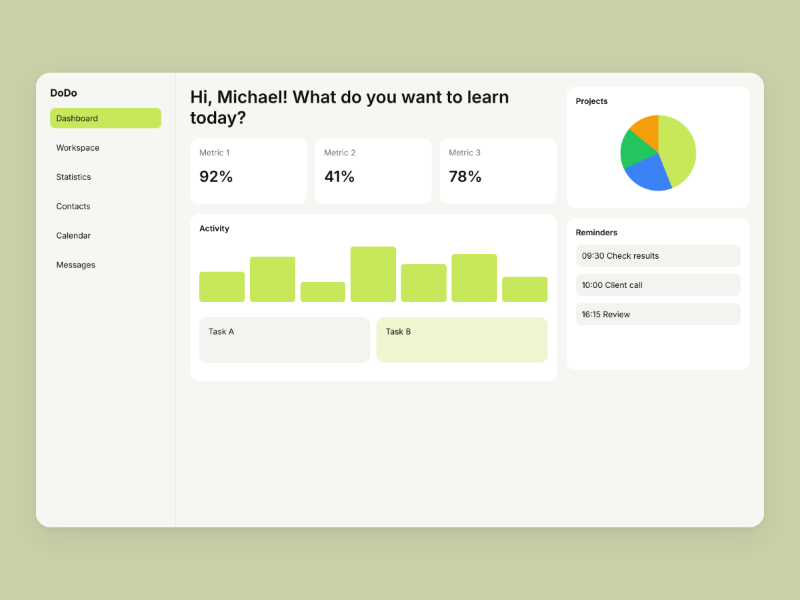 DoDo
Dashboard
Workspace
Statistics
Contacts
Calendar
Messages
Hi, Michael! What do you want to learn
today?
Metric 1
92%
Metric 2
41%
Metric 3
78%
Activity
Task A
Task B
Projects
Reminders
09:30 Check results
10:00 Client call
16:15 Review